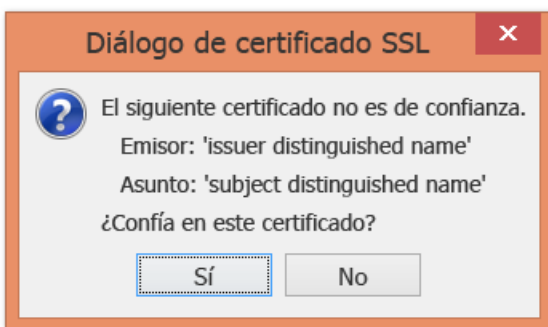 Diálogo de certificado SSL
El siguiente certificado no es de confianza.
Emisor: 'issuer distinguished name'
Asunto: 'subject distinguished name'
¿Confía en este certificado?
Sí No